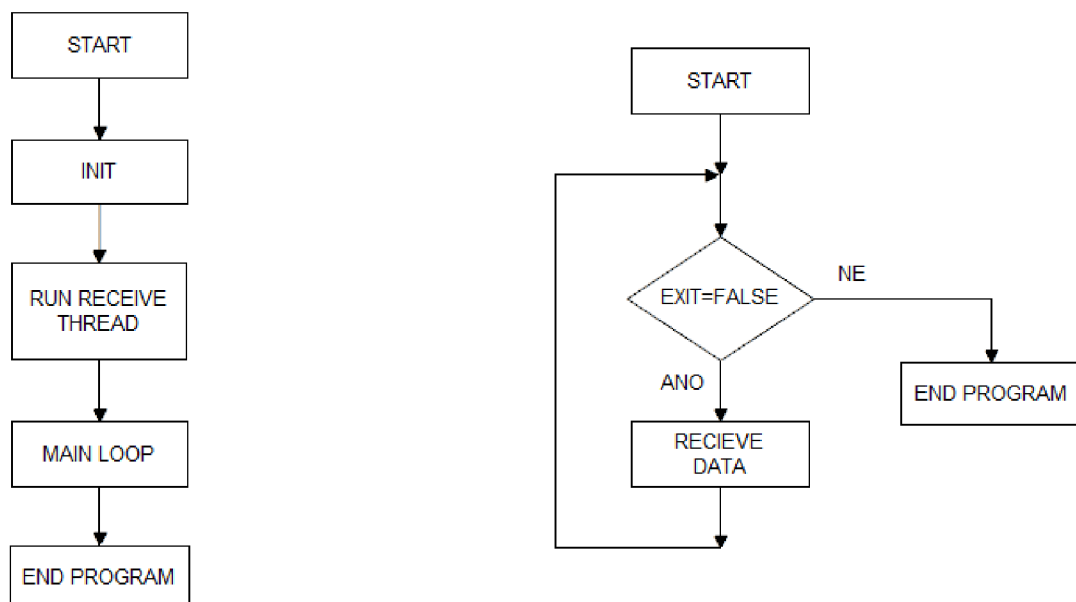 START
INIT
RUN RECEIVE
THREAD
MAIN LOOP
END PROGRAM
START
EXIT=FALSE
NE
ANO
END PROGRAM
RECIEVE
DATA